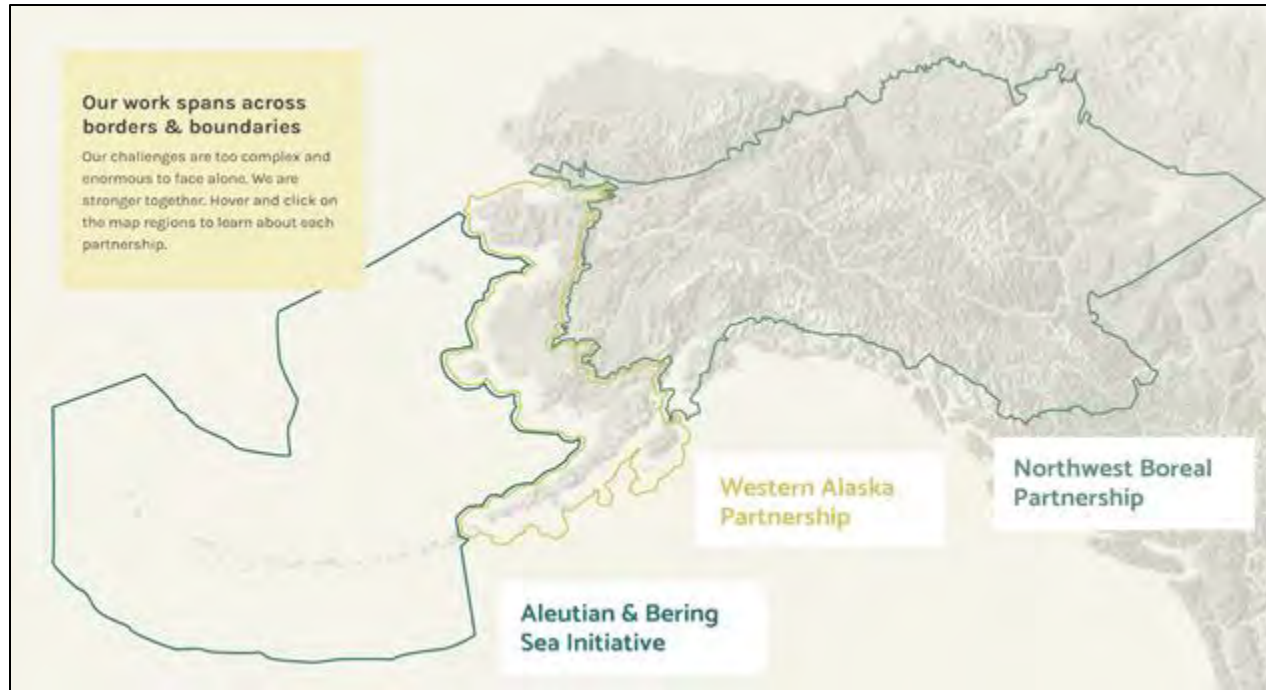 Our work spans across
borders & boundaries
Our challenges are too complex and
enormous to face alone. We are
stronger together. Hover and click on
the map regions to learn about each
partnership.
Western Alaska
Partnership
Northwest Boreal
Partnership
Aleutian & Bering
Sea Initiative